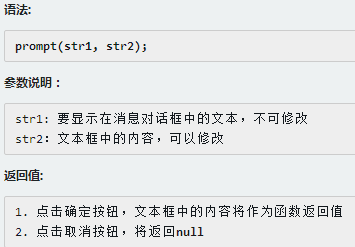 语法:
prompt(str1, str2);
参数说明：
str1: 要显示在消息对话框中的文本，不可修改
str2：文本框中的内容，可以修改
返回值:
1. 点击确定按钮，文本框中的内容将作为函数返回值
2. 点击取消按钮，将返回null